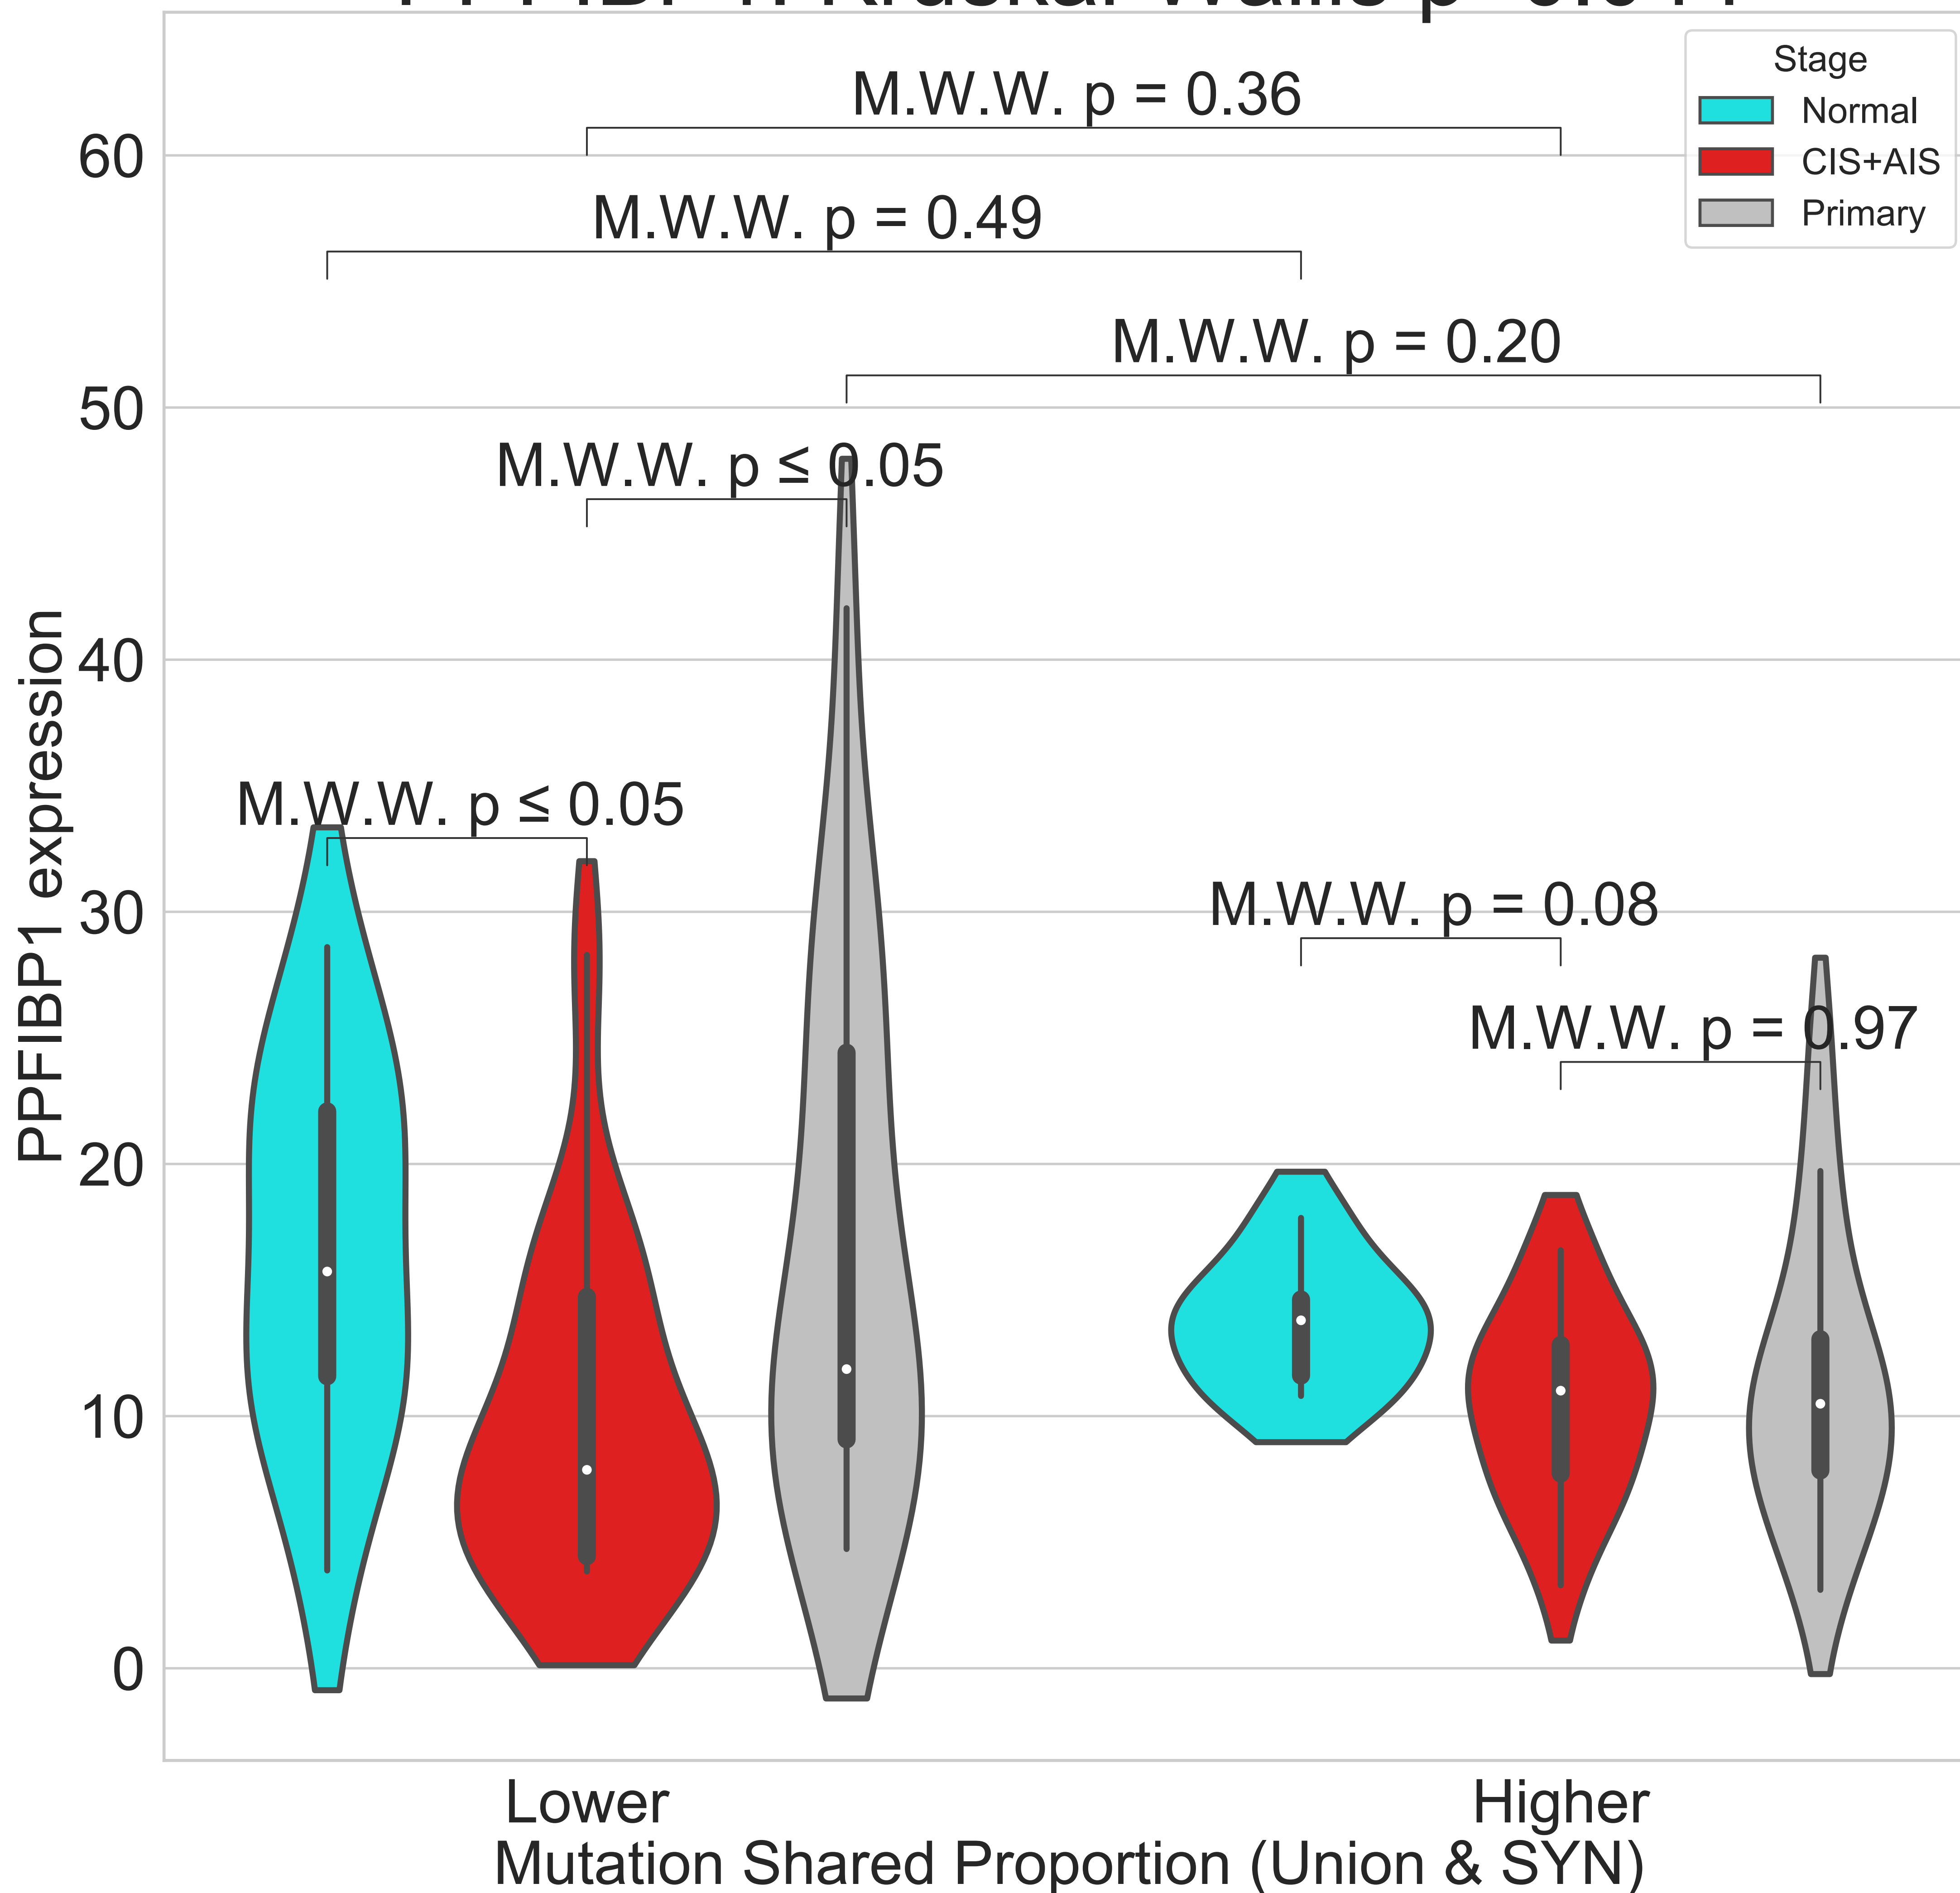 Stage
Normal
CIS+AIS
Primary
M.W.W. p = 0.36
M.W.W. p = 0.49
M.W.W. p = 0.20
M.W.W. p ≤ 0.05
M.W.W. p ≤ 0.05
M.W.W. p = 0.08
M.W.W. p = 0.97
60
50
40
30
20
10
0
PPFIBP1 expression
Lower
Higher
Mutation Shared Proportion (Union & SYN)